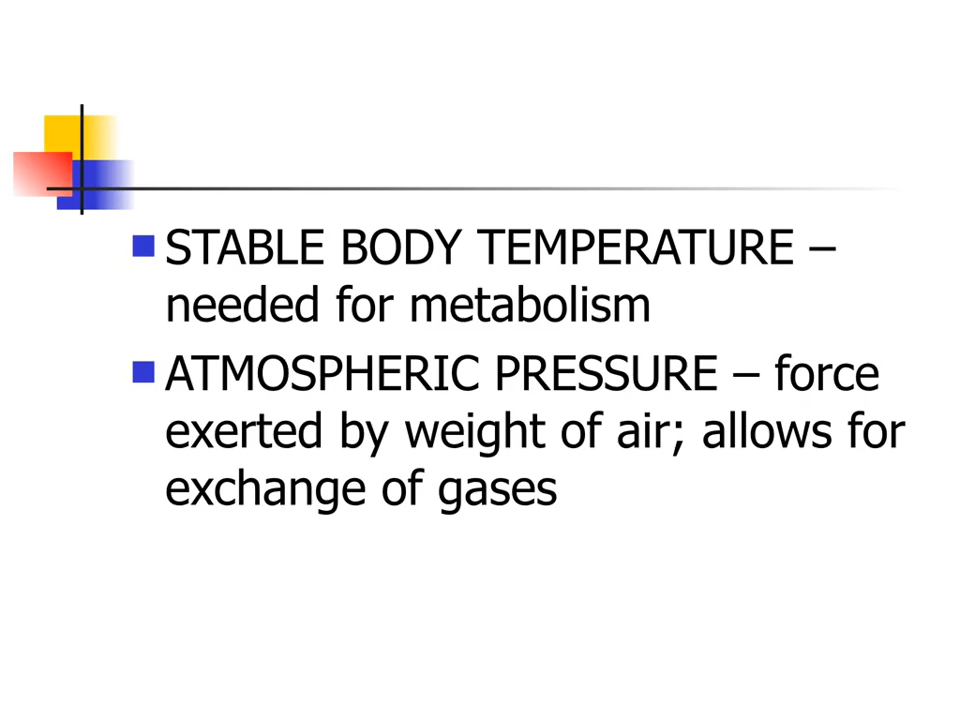 STABLE BODY TEMPERATURE –
needed for metabolism
ATMOSPHERIC PRESSURE – force
exerted by weight of air; allows for
exchange of gases